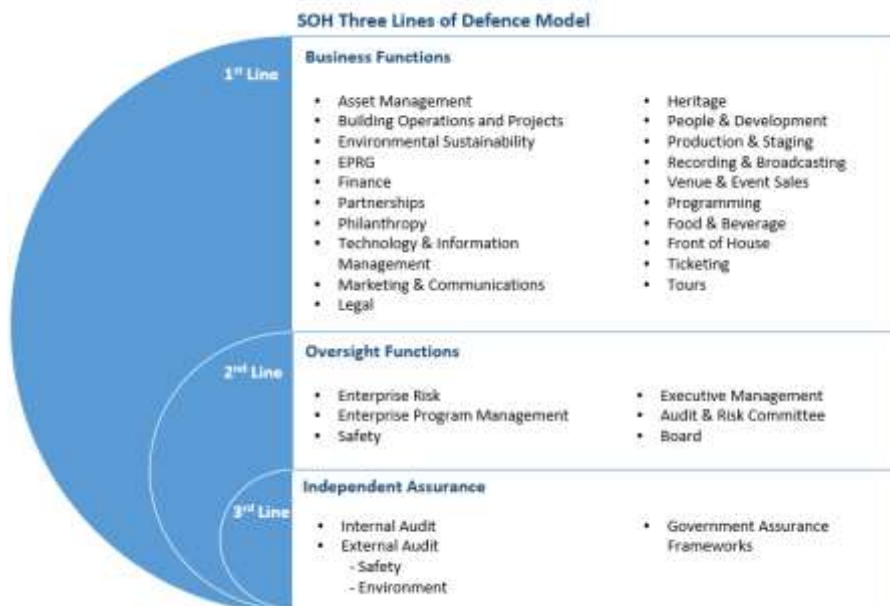 SOH Three Lines of Defence Model
1st Line
Business Functions
• Asset Management
• Building Operations and Projects
• Environmental Sustainability
• EPRG
• Finance
• Partnerships
• Philanthropy
• Technology & Information
Management
• Marketing & Communications
• Legal
• Heritage
• People & Development
• Production & Staging
• Recording & Broadcasting
• Venue & Event Sales
• Programming
• Food & Beverage
• Front of House
• Ticketing
• Tours
2nd Line
Oversight Functions
• Enterprise Risk
• Enterprise Program Management
• Safety
• Executive Management
• Audit & Risk Committee
• Board
3rd Line
Independent Assurance
• Internal Audit
• External Audit
- Safety
- Environment
• Government Assurance
Frameworks